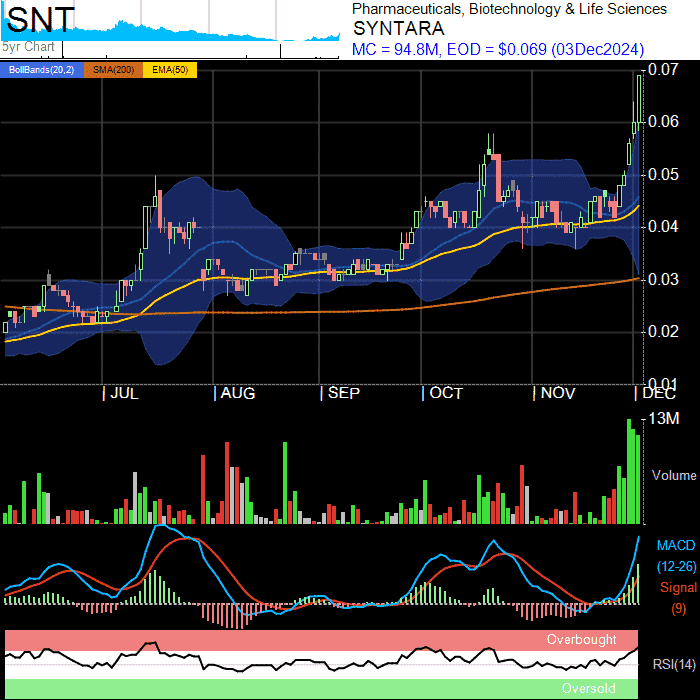 SNT
5yr Chart
Pharmaceuticals, Biotechnology & Life Sciences
SYNTARA
MC = 94.8M, EOD = $0.069 (03Dec2024)
BollBands(20,2) SMA(200) EMA(50)
0.07
0.06
0.05
0.04
0.03
0.02
0.01
JUL AUG SEP OCT NOV DEC
13M
Volume
MACD
(12-26)
Signal
(9)
Overbought
RSI(14)
Oversold